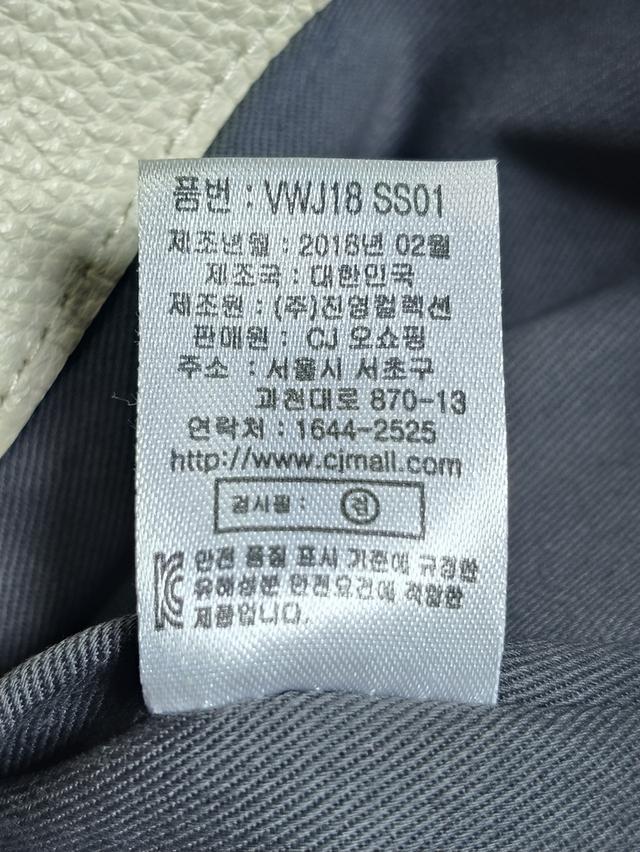 품번 : VWJ18 SS01
제조년월 : 2018년 02월
제조국 : 대한민국
제조원 : (주)진영컬렉션
판매원 : CJ 오쇼핑
주소 : 서울시 서초구
과천대로 870-13
연락처 : 1644-2525
http://www.cjmall.com
검사필 :
안전 품질 표시 기준에 규정한
유해성분 안전요건에 적합한
제품입니다.